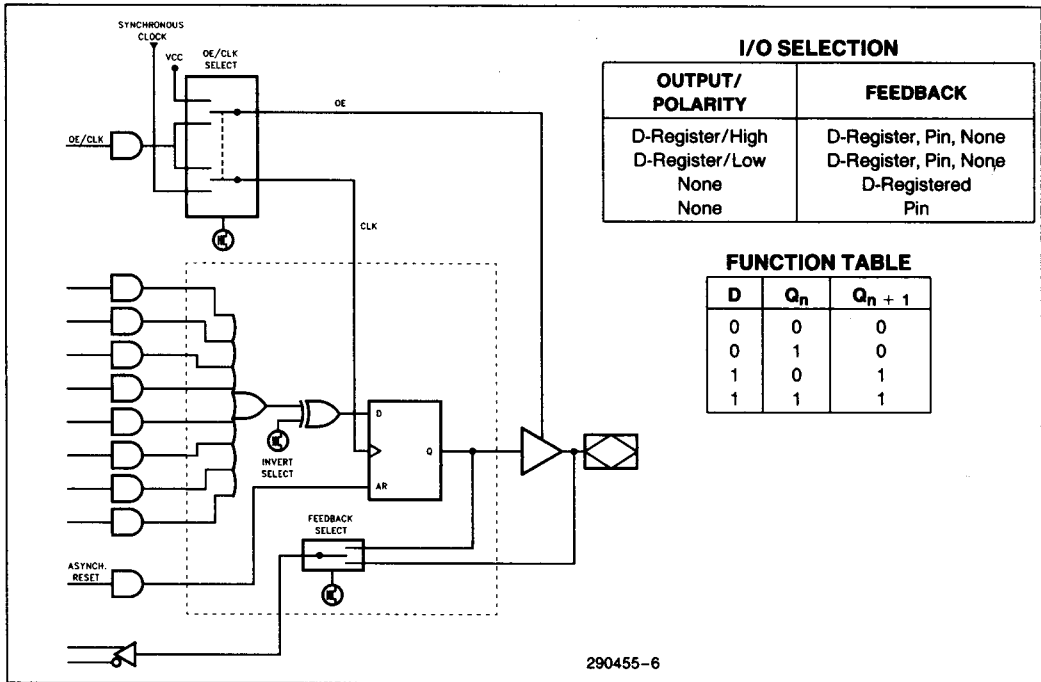 SYNCHRONOUS
CLOCK
VCC
OE/CLK
SELECT
OE
OE/CLK
CLK
D
Q
INVERT
SELECT
AR
FEEDBACK
SELECT
ASYNCH.
RESET
I/O SELECTION
OUTPUT/
POLARITY
FEEDBACK
D-Register/High D-Register, Pin, None
D-Register/Low D-Register, Pin, None
None D-Registered
None Pin
FUNCTION TABLE
D Qn Qn + 1
0 0 0
0 1 0
1 0 1
1 1 1
290455-6